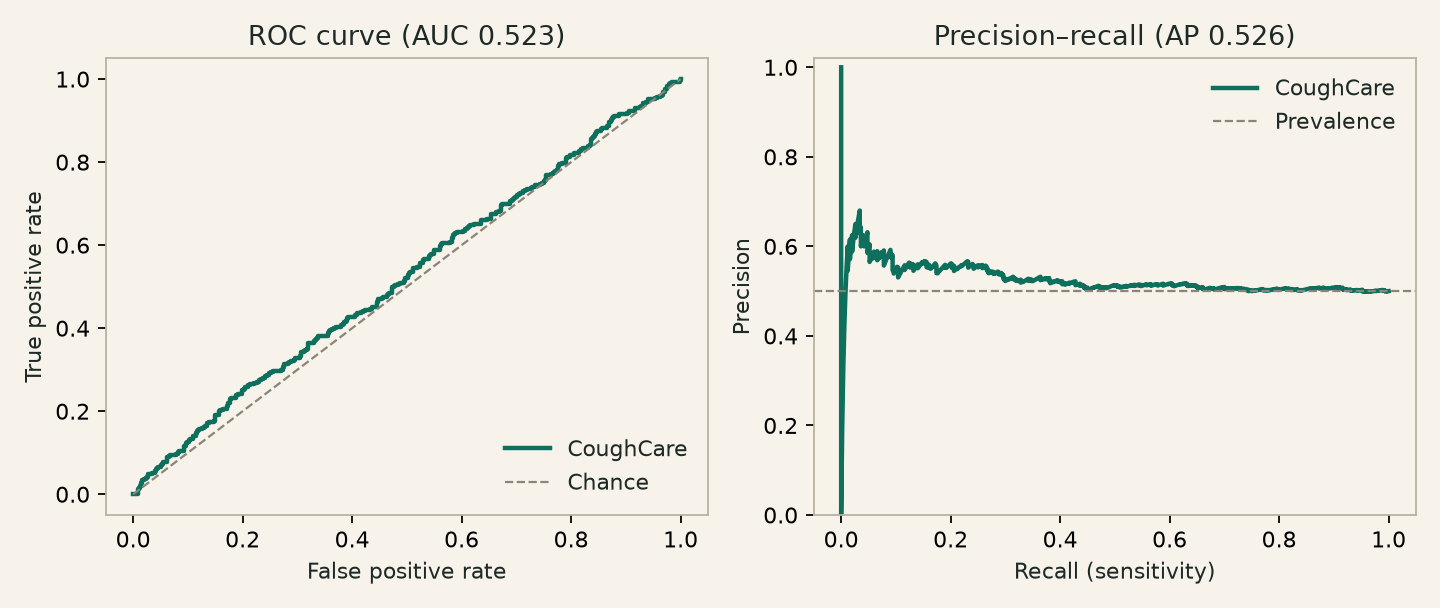 ROC curve (AUC 0.523)
True positive rate
1.0
0.8
0.6
0.4
0.2
0.0
CoughCare
Chance
0.0 0.2 0.4 0.6 0.8 1.0
False positive rate
Precision–recall (AP 0.526)
Precision
1.0
0.8
0.6
0.4
0.2
0.0
CoughCare
Prevalence
0.0 0.2 0.4 0.6 0.8 1.0
Recall (sensitivity)